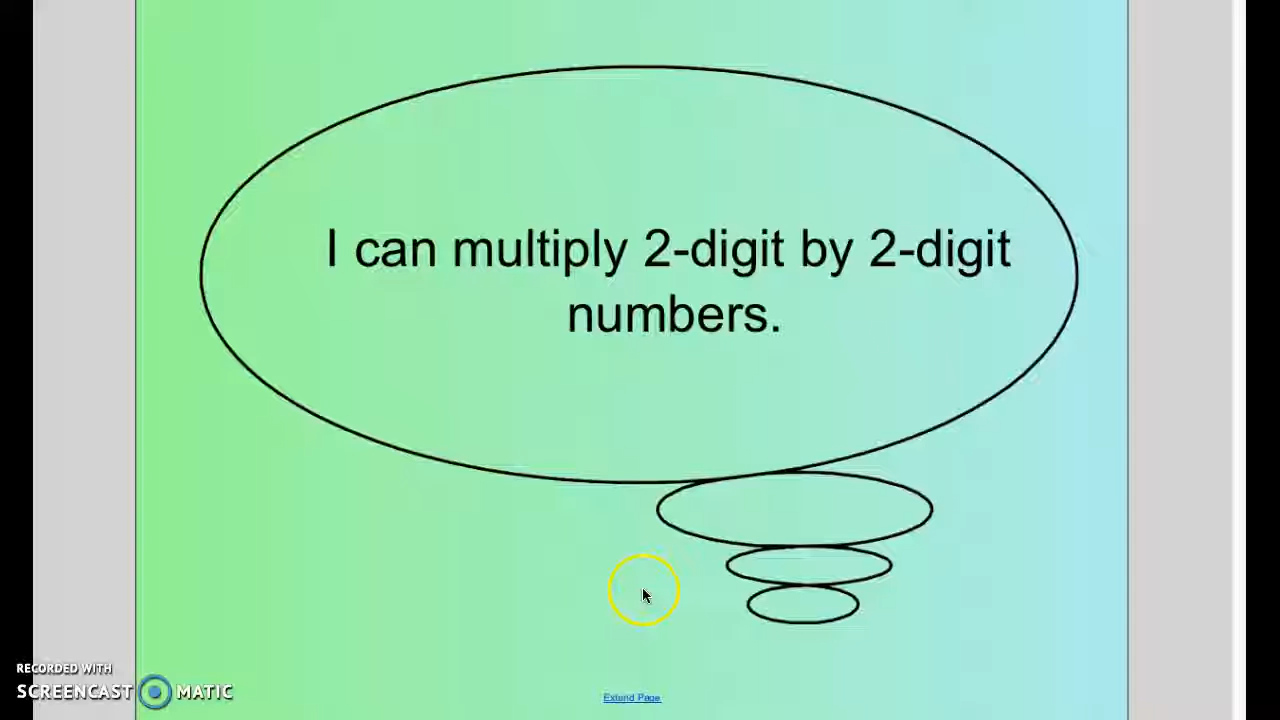 I can multiply 2-digit by 2-digit
numbers.
RECORDED WITH
SCREENCAST MATIC
Extend Page